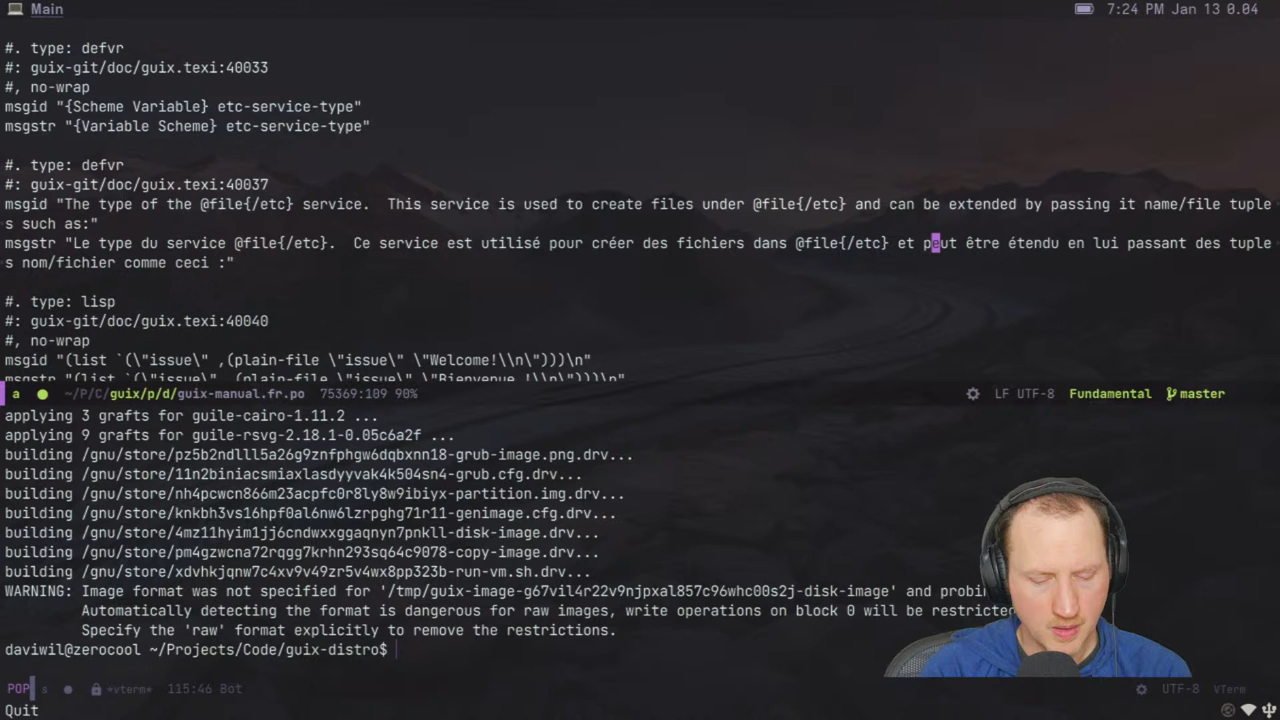 Main
7:24 PM Jan 13 0.04
#. type: defvr
#: guix-git/doc/guix.texi:40033
#, no-wrap
msgid "{Scheme Variable} etc-service-type"
msgstr "{Variable Scheme} etc-service-type"
#. type: defvr
#: guix-git/doc/guix.texi:40037
msgid "The type of the @file{/etc} service.  This service is used to create files under @file{/etc} and can be extended by passing it name/file tuple
s such as:"
msgstr "Le type du service @file{/etc}.  Ce service est utilisé pour créer des fichiers dans @file{/etc} et peut être étendu en lui passant des tuple
s nom/fichier comme ceci :"
#. type: lisp
#: guix-git/doc/guix.texi:40040
#, no-wrap
msgid "(list `(\"issue\" ,(plain-file \"issue\" \"Welcome!\\n\")))\n"
msgstr "(list `(\"issue\" ,(plain-file \"issue\" \"Bienvenue !\\n\")))\n"
a ~/P/C/guix/p/d/guix-manual.fr.po 75369:109 90% LF UTF-8 Fundamental master
applying 3 grafts for guile-cairo-1.11.2 ...
applying 9 grafts for guile-rsvg-2.18.1-0.05c6a2f ...
building /gnu/store/pz5b2ndlll5a26g9znfphgw6dqbxnn18-grub-image.png.drv...
building /gnu/store/11n2biniacsmiaxlasdyyvak4k504sn4-grub.cfg.drv...
building /gnu/store/nh4pcwcn866m23acpfc0r8ly8w9ibiyx-partition.img.drv...
building /gnu/store/knkbh3vs16hpf0al6nw6lzrpghg71r11-genimage.cfg.drv...
building /gnu/store/4mz11hyim1jj6cndwxxggaqnyn7pnkll-disk-image.drv...
building /gnu/store/pm4gzwcna72rqgg7krhn293sq64c9078-copy-image.drv...
building /gnu/store/xdvhkjqnw7c4xv9v49zr5v4wx8pp323b-run-vm.sh.drv...
WARNING: Image format was not specified for '/tmp/guix-image-g67vil4r22v9njpxal857c96whc00s2j-disk-image' and
Automatically detecting the format is dangerous for raw images, write operations on block 0 will be
Specify the 'raw' format explicitly to remove the restrictions.
daviwil@zerocool ~/Projects/Code/guix-distro$
POP s *vterm* 115:46 Bot UTF-8 VTerm
Quit